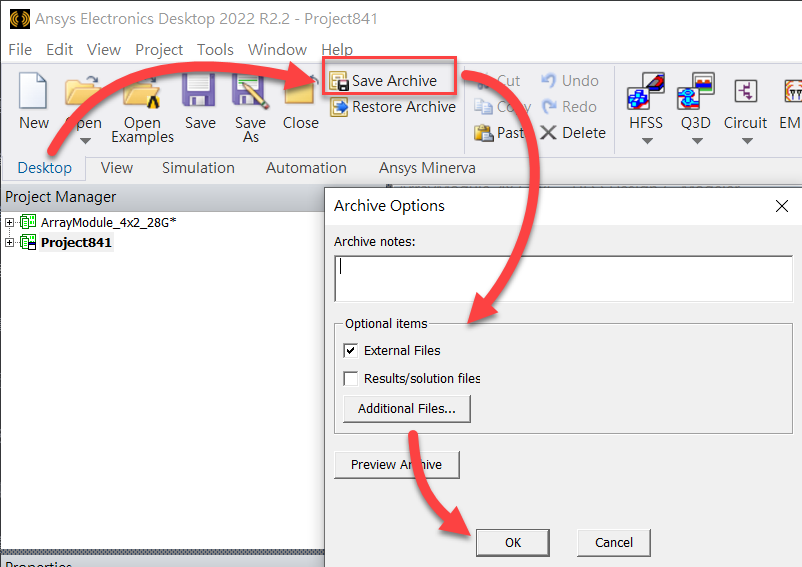 Ansys Electronics Desktop 2022 R2.2 - Project841
File Edit View Project Tools Window Help
New
Open
Open Examples
Save
Save As
Close
Save Archive
Restore Archive
Cut
Copy
Paste
Undo
Redo
Delete
HFSS
Q3D
Circuit
EM
Desktop View Simulation Automation Ansys Minerva
Project Manager
ArrayModule_4x2_28G*
Project841
Archive Options
Archive notes:
Optional items
External Files
Results/solution files
Additional Files...
Preview Archive
OK Cancel
Properties